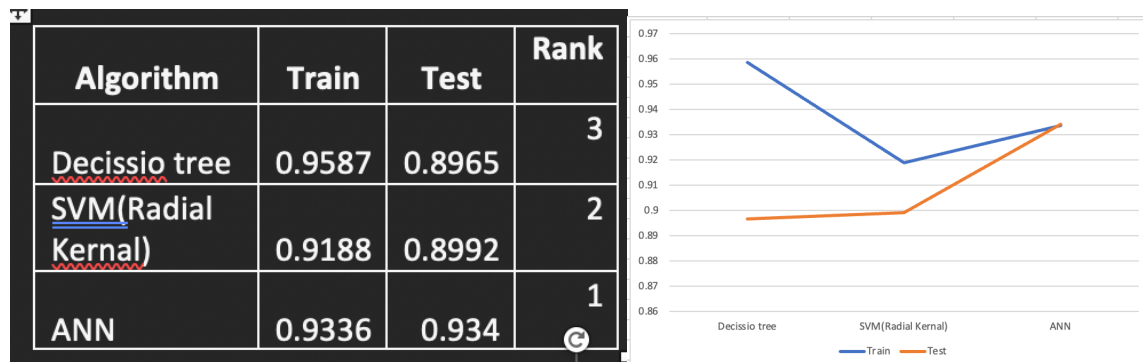 Algorithm Train Test Rank
Decissio tree 0.9587 0.8965 3
SVM(Radial
Kernal) 0.9188 0.8992 2
ANN 0.9336 0.934 1
0.97
0.96
0.95
0.94
0.93
0.92
0.91
0.9
0.89
0.88
0.87
0.86
Decissio tree SVM(Radial Kernal) ANN
Train Test